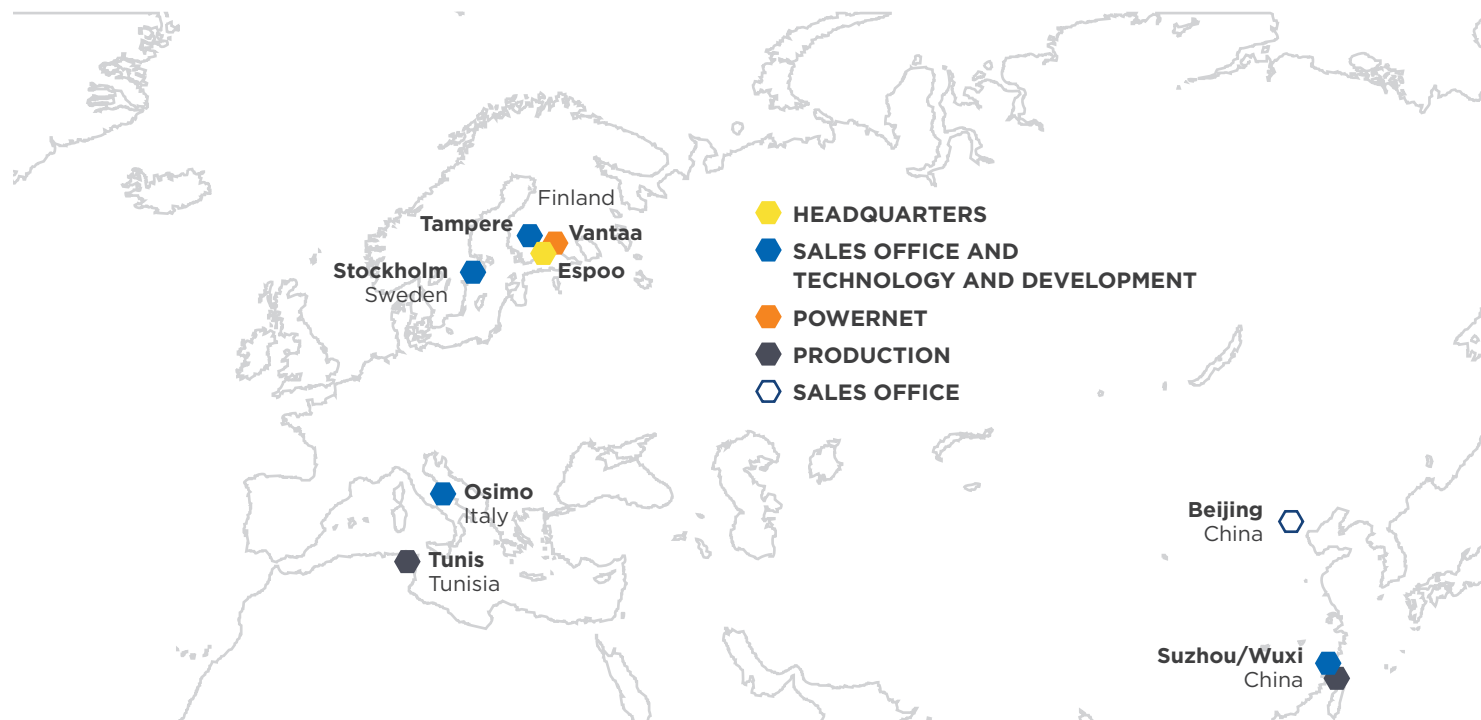 Finland
Tampere
Vantaa
Stockholm
Sweden
Espoo
HEADQUARTERS
SALES OFFICE AND
TECHNOLOGY AND DEVELOPMENT
POWERNET
PRODUCTION
SALES OFFICE
Osimo
Italy
Tunis
Tunisia
Beijing
China
Suzhou/Wuxi
China